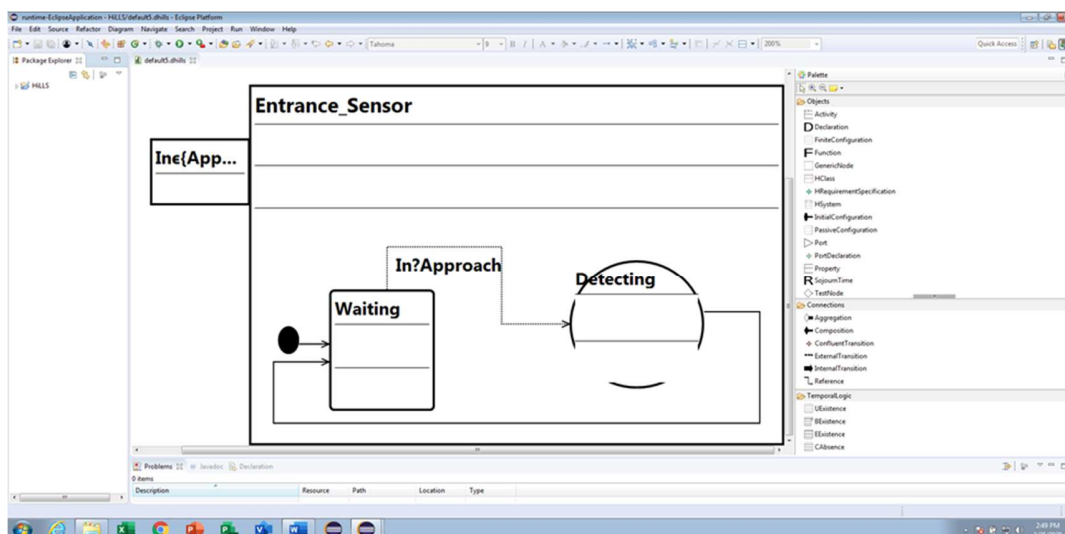 runtime-EclipseApplication - HiLLS/default5.dhills - Eclipse Platform
File Edit Source Refactor Diagram Navigate Search Project Run Window Help
Tahoma 9 B I A 200% Quick Access
Package Explorer default5.dhills
HiLLS
Entrance_Sensor
In{App...
In?Approach
Waiting
Detecting
Palette
Objects
Activity
Declaration
FiniteConfiguration
Function
GenericNode
HClass
HRequirementSpecification
HSystem
InitialConfiguration
PassiveConfiguration
Port
PortDeclaration
Property
SojournTime
TestNode
Connections
Aggregation
Composition
ConfluentTransition
ExternalTransition
InternalTransition
Reference
TemporalLogic
UExistence
BExistence
EExistence
CAbsence
Problems Javadoc Declaration
0 items
Description Resource Path Location Type
2:49 PM